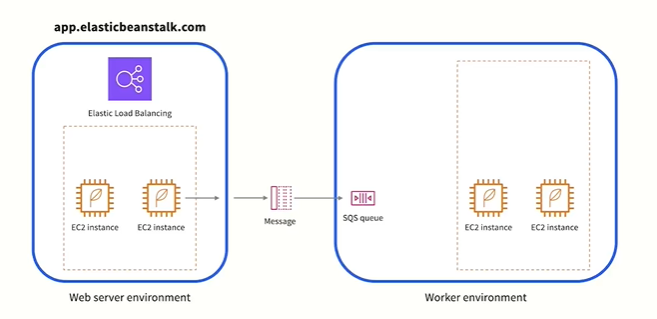 app.elasticbeanstalk.com
Elastic Load Balancing
EC2 instance
EC2 instance
Message
SQS queue
EC2 instance
EC2 instance
Web server environment
Worker environment